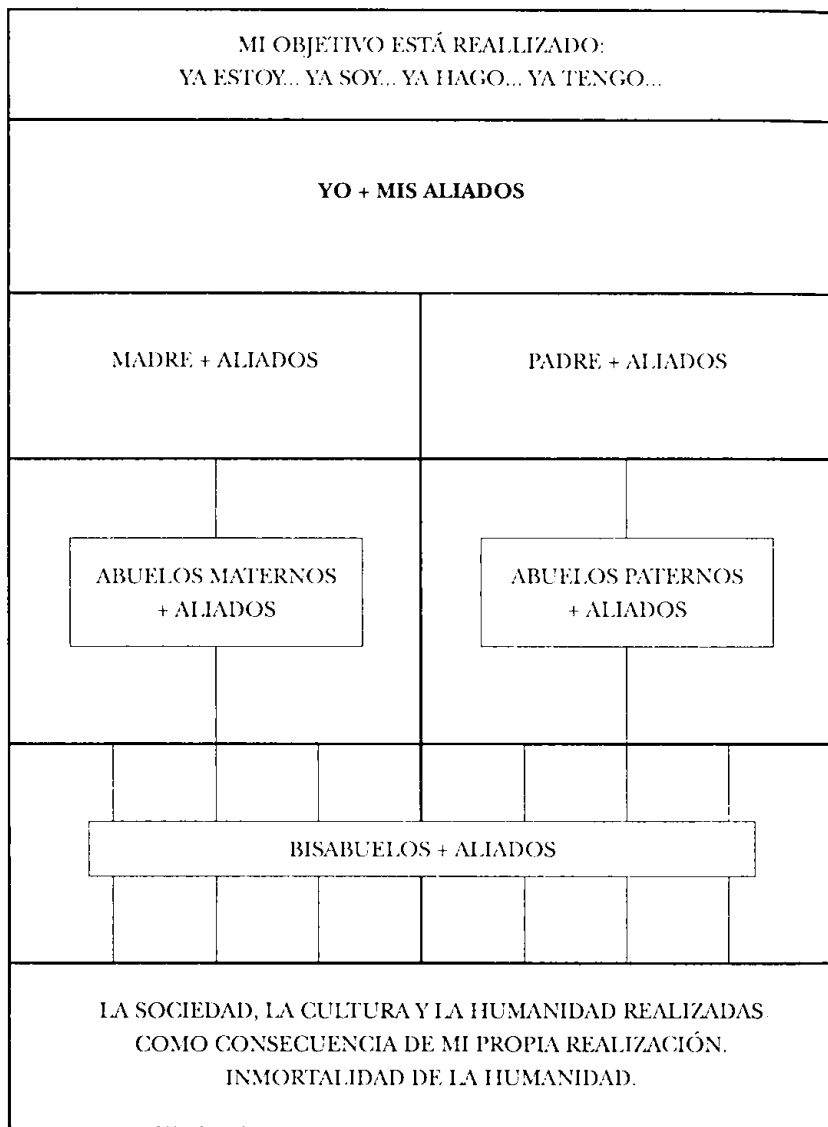 MI OBJETIVO ESTÁ REALLIZADO:
YA ESTOY... YA SOY... YA HAGO... YA TENGO...
YO + MIS ALIADOS
MADRE + ALIADOS
PADRE + ALIADOS
ABUELOS MATERNOS
+ ALIADOS
ABUELOS PATERNOS
+ ALIADOS
BISABUELOS + ALIADOS
LA SOCIEDAD, LA CULTURA Y LA HUMANIDAD REALIZADAS
COMO CONSECUENCIA DE MI PROPIA REALIZACIÓN.
INMORTALIDAD DE LA HUMANIDAD.